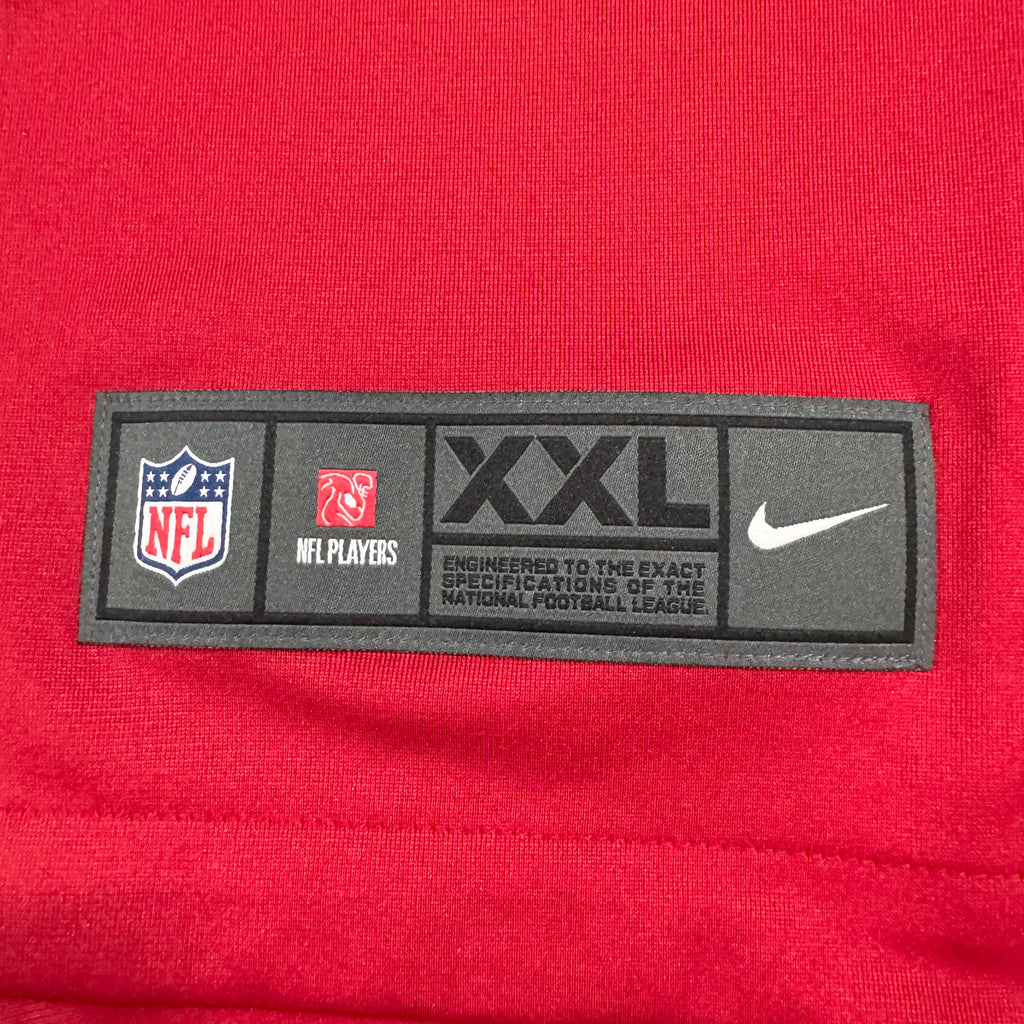 NFL
NFL PLAYERS
XXL
ENGINEERED TO THE EXACT
SPECIFICATIONS OF THE
NATIONAL FOOTBALL LEAGUE.